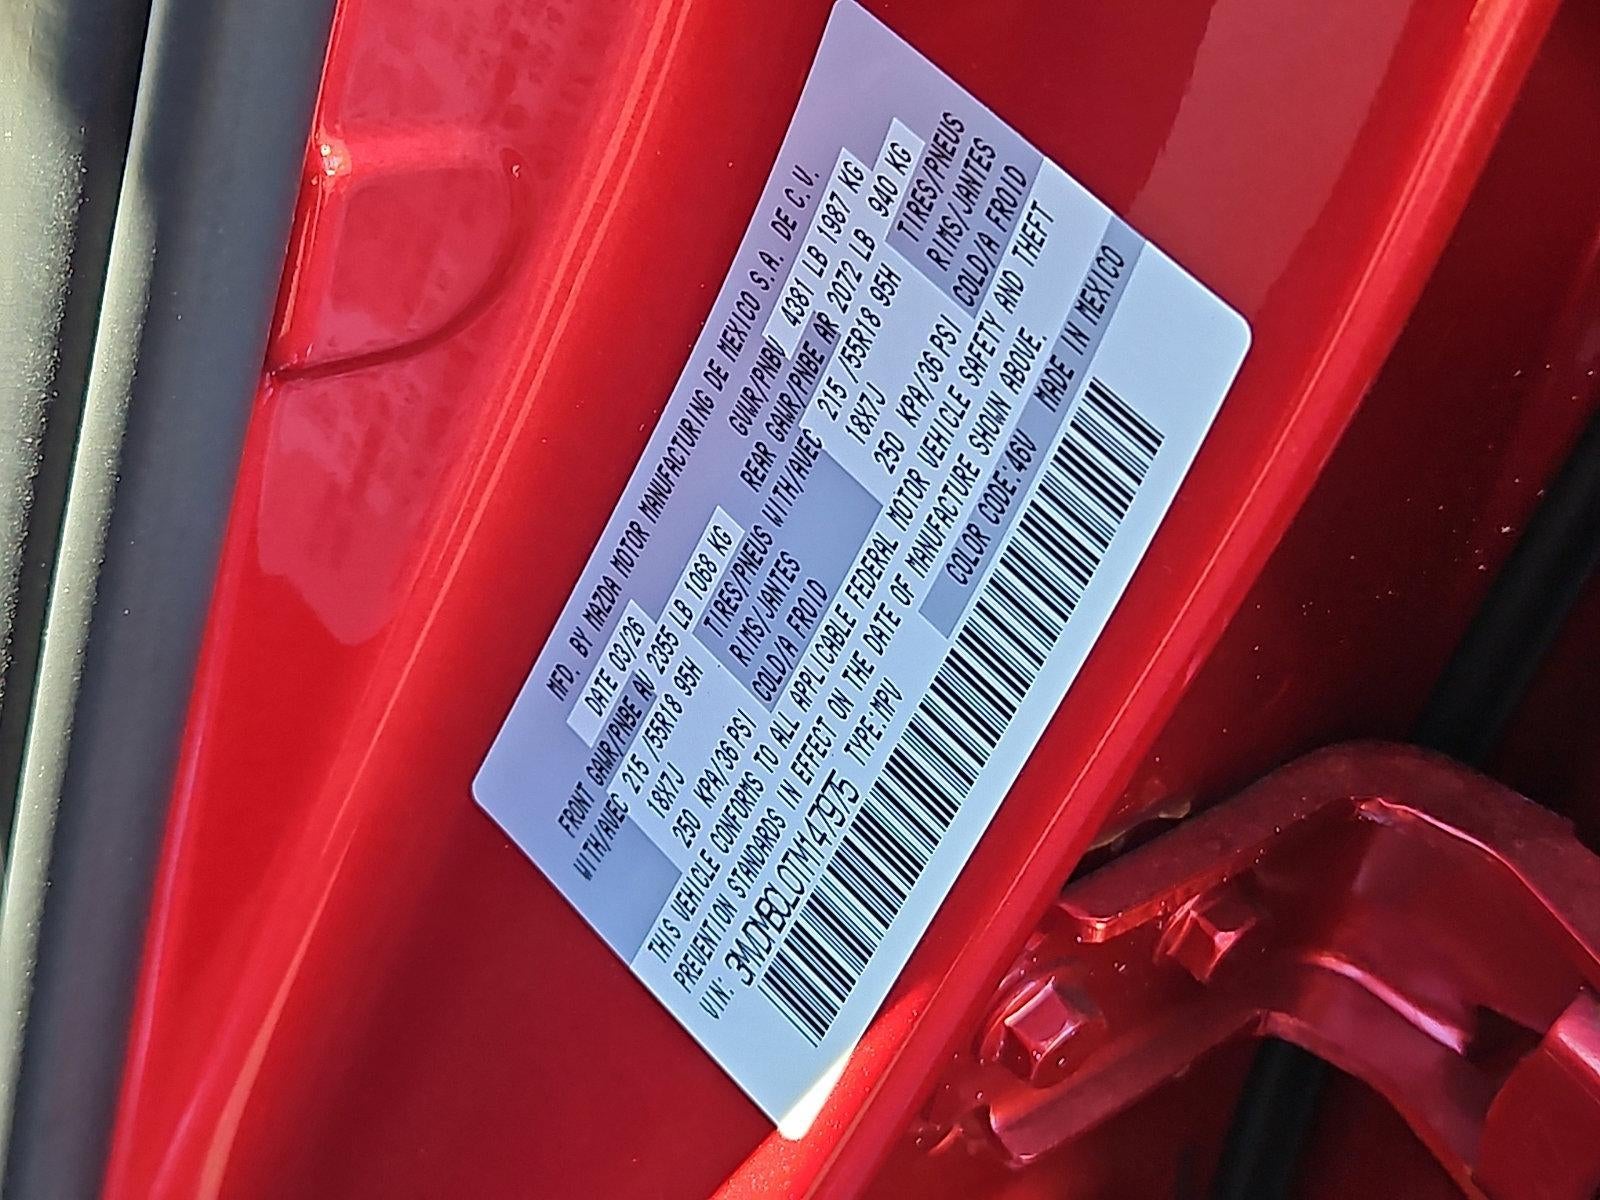 MFD. BY MAZDA MOTOR MANUFACTURING DE MEXICO S.A. DE C.V.
DATE 03/26 GVWR/PNBV 4381 LB 1987 KG
FRONT GAWR/PNBE AV 2355 LB 1068 KG REAR GAWR/PNBE AR 2072 LB 940 KG
WITH/AVEC 215 /55R18 95H TIRES/PNEUS WITH/AVEC 215 /55R18 95H TIRES/PNEUS
18X7J RIMS/JANTES 18X7J RIMS/JANTES
250 KPA/36 PSI COLD/A FROID 250 KPA/36 PSI COLD/A FROID
THIS VEHICLE CONFORMS TO ALL APPLICABLE FEDERAL MOTOR VEHICLE SAFETY AND THEFT
PREVENTION STANDARDS IN EFFECT ON THE DATE OF MANUFACTURE SHOWN ABOVE.
VIN: 3MVDMBCL0TM147975 TYPE:MPV COLOR CODE:46V MADE IN MEXICO